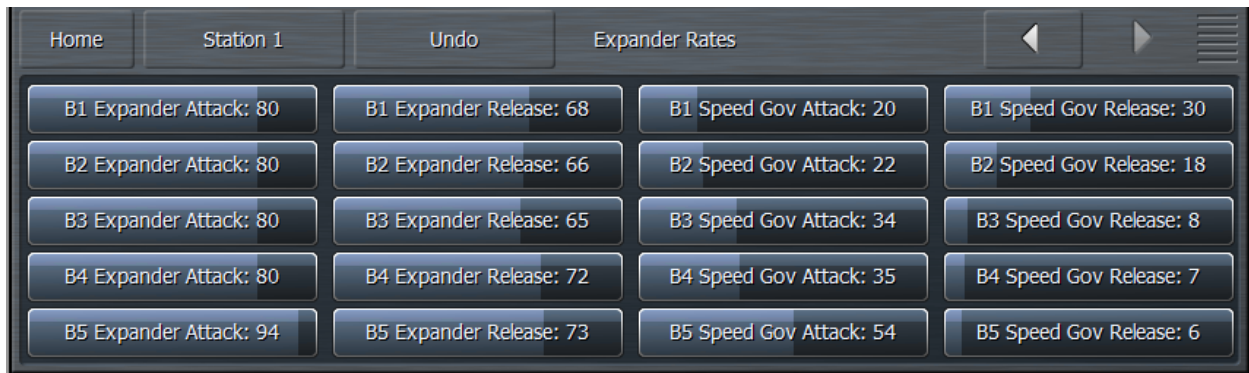 Home Station 1 Undo Expander Rates
B1 Expander Attack: 80 B1 Expander Release: 68 B1 Speed Gov Attack: 20 B1 Speed Gov Release: 30
B2 Expander Attack: 80 B2 Expander Release: 66 B2 Speed Gov Attack: 22 B2 Speed Gov Release: 18
B3 Expander Attack: 80 B3 Expander Release: 65 B3 Speed Gov Attack: 34 B3 Speed Gov Release: 8
B4 Expander Attack: 80 B4 Expander Release: 72 B4 Speed Gov Attack: 35 B4 Speed Gov Release: 7
B5 Expander Attack: 94 B5 Expander Release: 73 B5 Speed Gov Attack: 54 B5 Speed Gov Release: 6